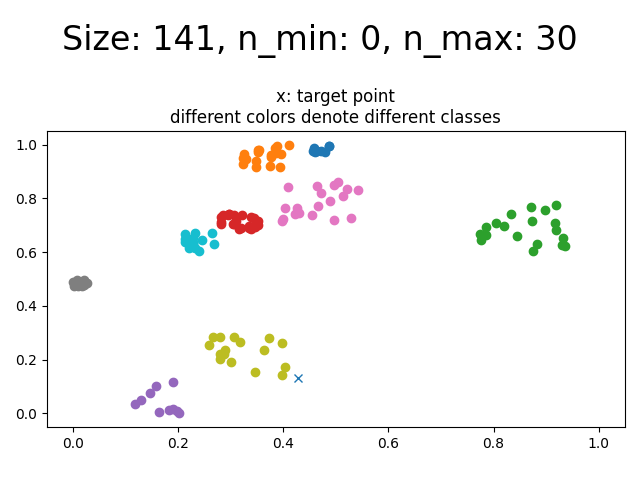 Size: 141, n_min: 0, n_max: 30
x: target point
different colors denote different classes
1.0
0.8
0.6
0.4
0.2
0.0
0.0 0.2 0.4 0.6 0.8 1.0